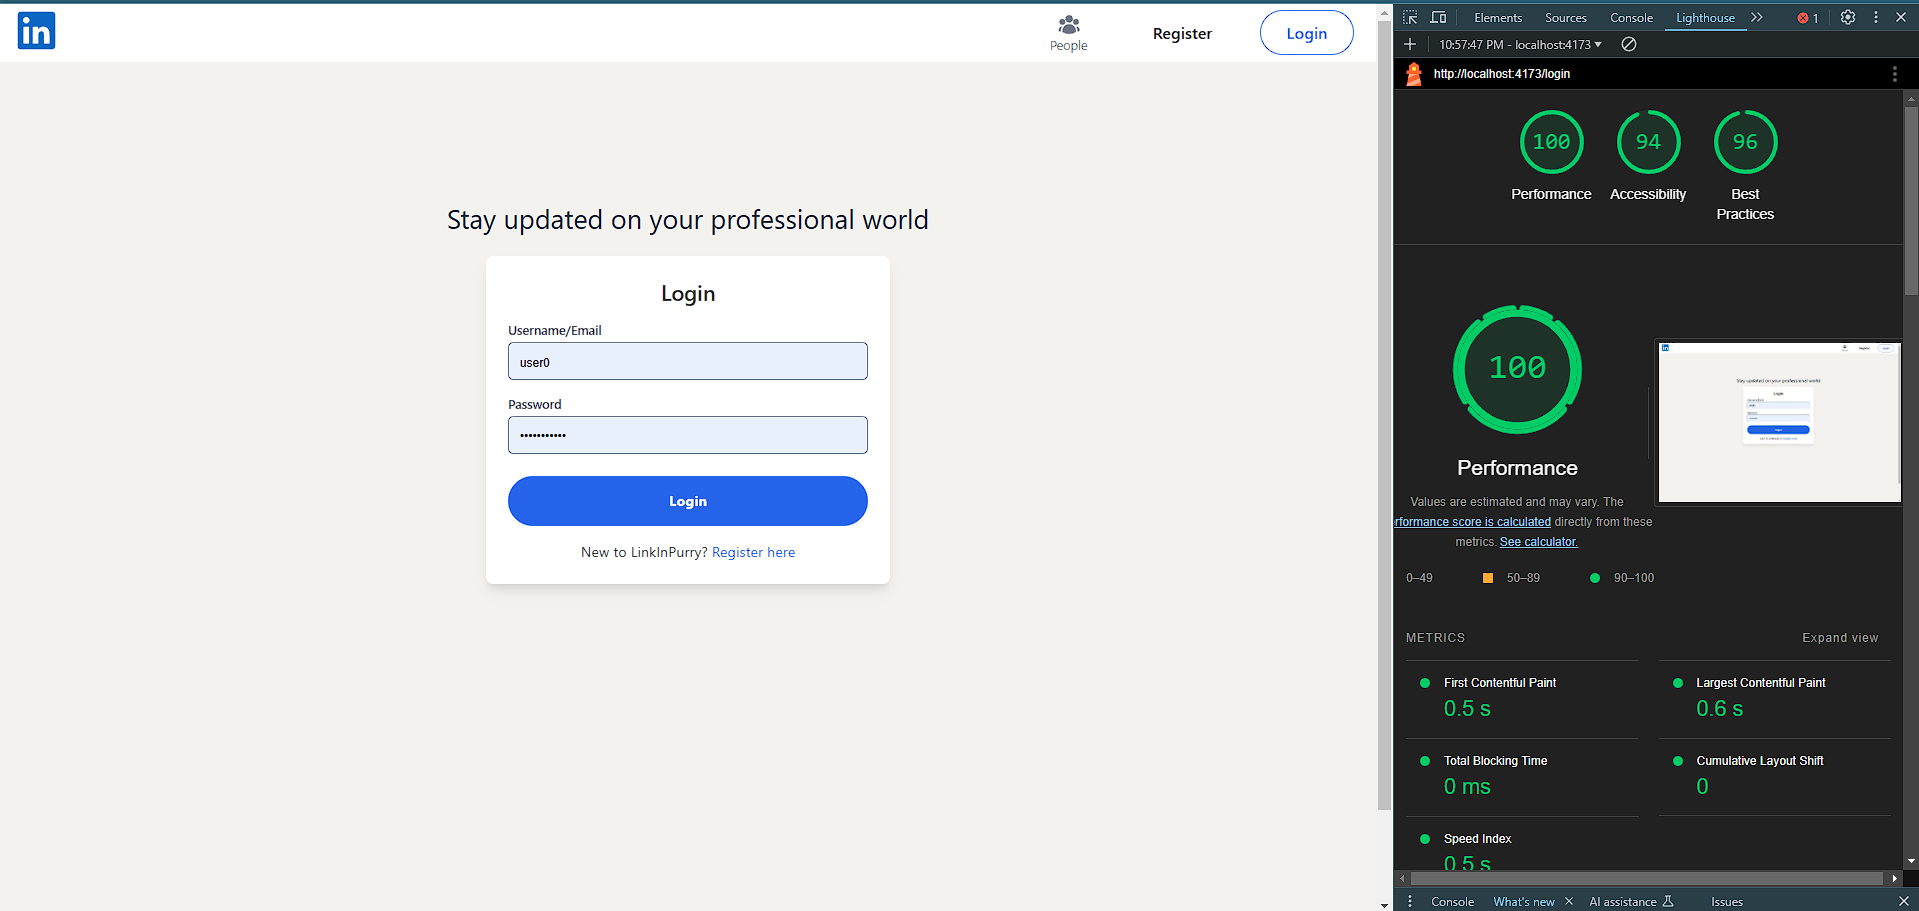 in
People
Register
Login
Stay updated on your professional world
Login
Username/Email
user0
Password
•••••••••••
Login
New to LinkInPurry? Register here
Elements
Sources
Console
Lighthouse
1
10:57:47 PM - localhost:4173
http://localhost:4173/login
100
94
96
Performance
Accessibility
Best
Practices
100
Performance
Values are estimated and may vary. The
rformance score is calculated directly from these
metrics. See calculator.
0–49
50–89
90–100
METRICS
Expand view
First Contentful Paint
0.5 s
Largest Contentful Paint
0.6 s
Total Blocking Time
0 ms
Cumulative Layout Shift
0
Speed Index
0.5 s
Console
What's new
AI assistance
Issues